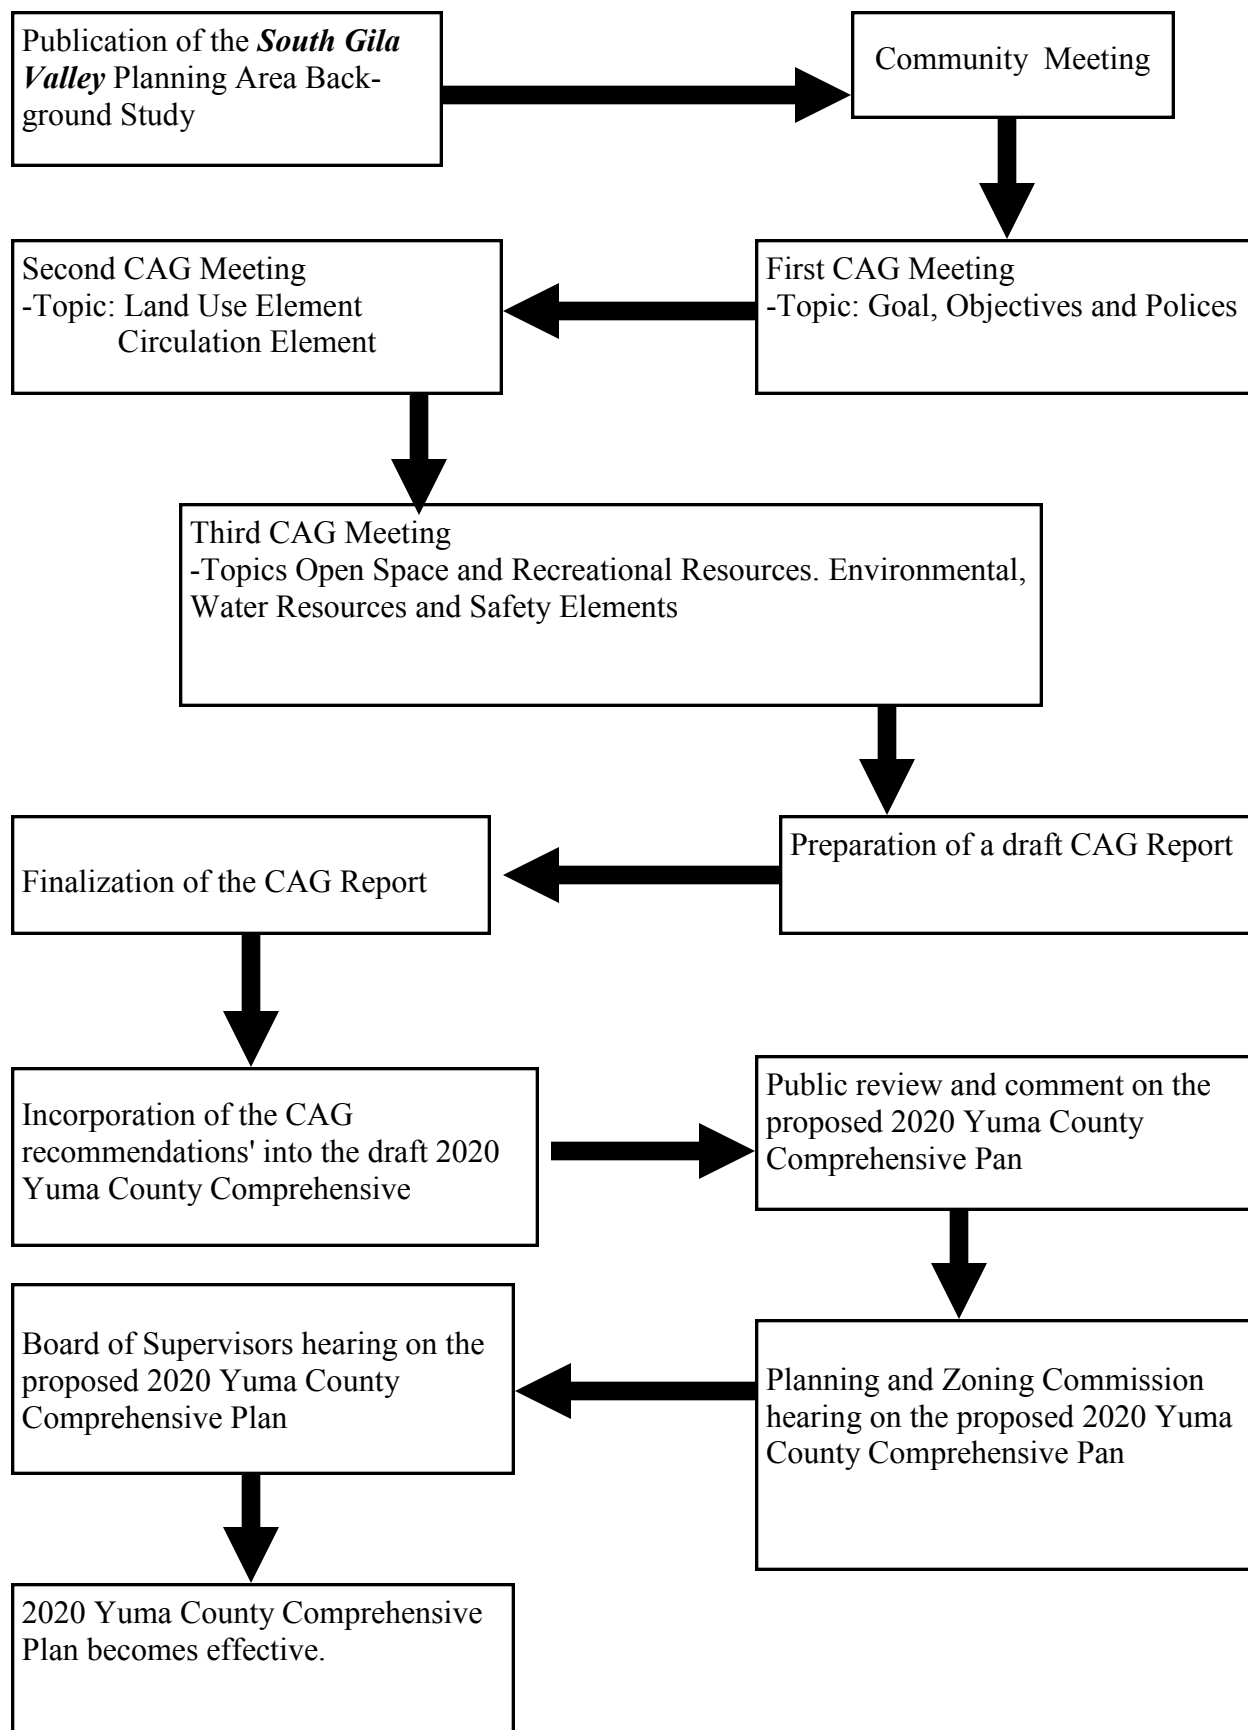 Publication of the South Gila
Valley Planning Area Back-
ground Study
Community Meeting
First CAG Meeting
-Topic: Goal, Objectives and Polices
Second CAG Meeting
-Topic: Land Use Element
Circulation Element
Third CAG Meeting
-Topics Open Space and Recreational Resources. Environmental,
Water Resources and Safety Elements
Preparation of a draft CAG Report
Finalization of the CAG Report
Incorporation of the CAG
recommendations' into the draft 2020
Yuma County Comprehensive
Public review and comment on the
proposed 2020 Yuma County
Comprehensive Pan
Planning and Zoning Commission
hearing on the proposed 2020 Yuma
County Comprehensive Pan
Board of Supervisors hearing on the
proposed 2020 Yuma County
Comprehensive Plan
2020 Yuma County Comprehensive
Plan becomes effective.